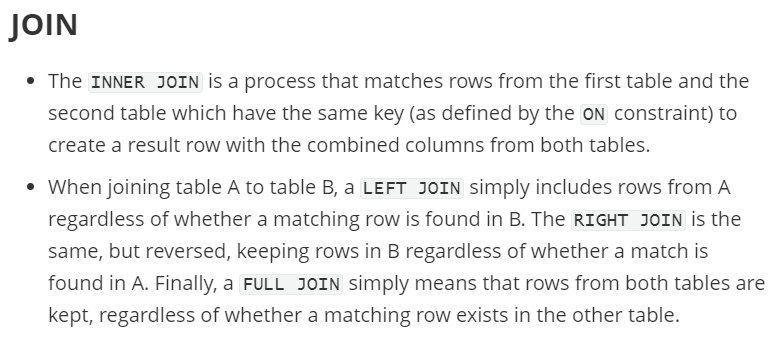 JOIN
• The INNER JOIN is a process that matches rows from the first table and the
second table which have the same key (as defined by the ON constraint) to
create a result row with the combined columns from both tables.
• When joining table A to table B, a LEFT JOIN simply includes rows from A
regardless of whether a matching row is found in B. The RIGHT JOIN is the
same, but reversed, keeping rows in B regardless of whether a match is
found in A. Finally, a FULL JOIN simply means that rows from both tables are
kept, regardless of whether a matching row exists in the other table.